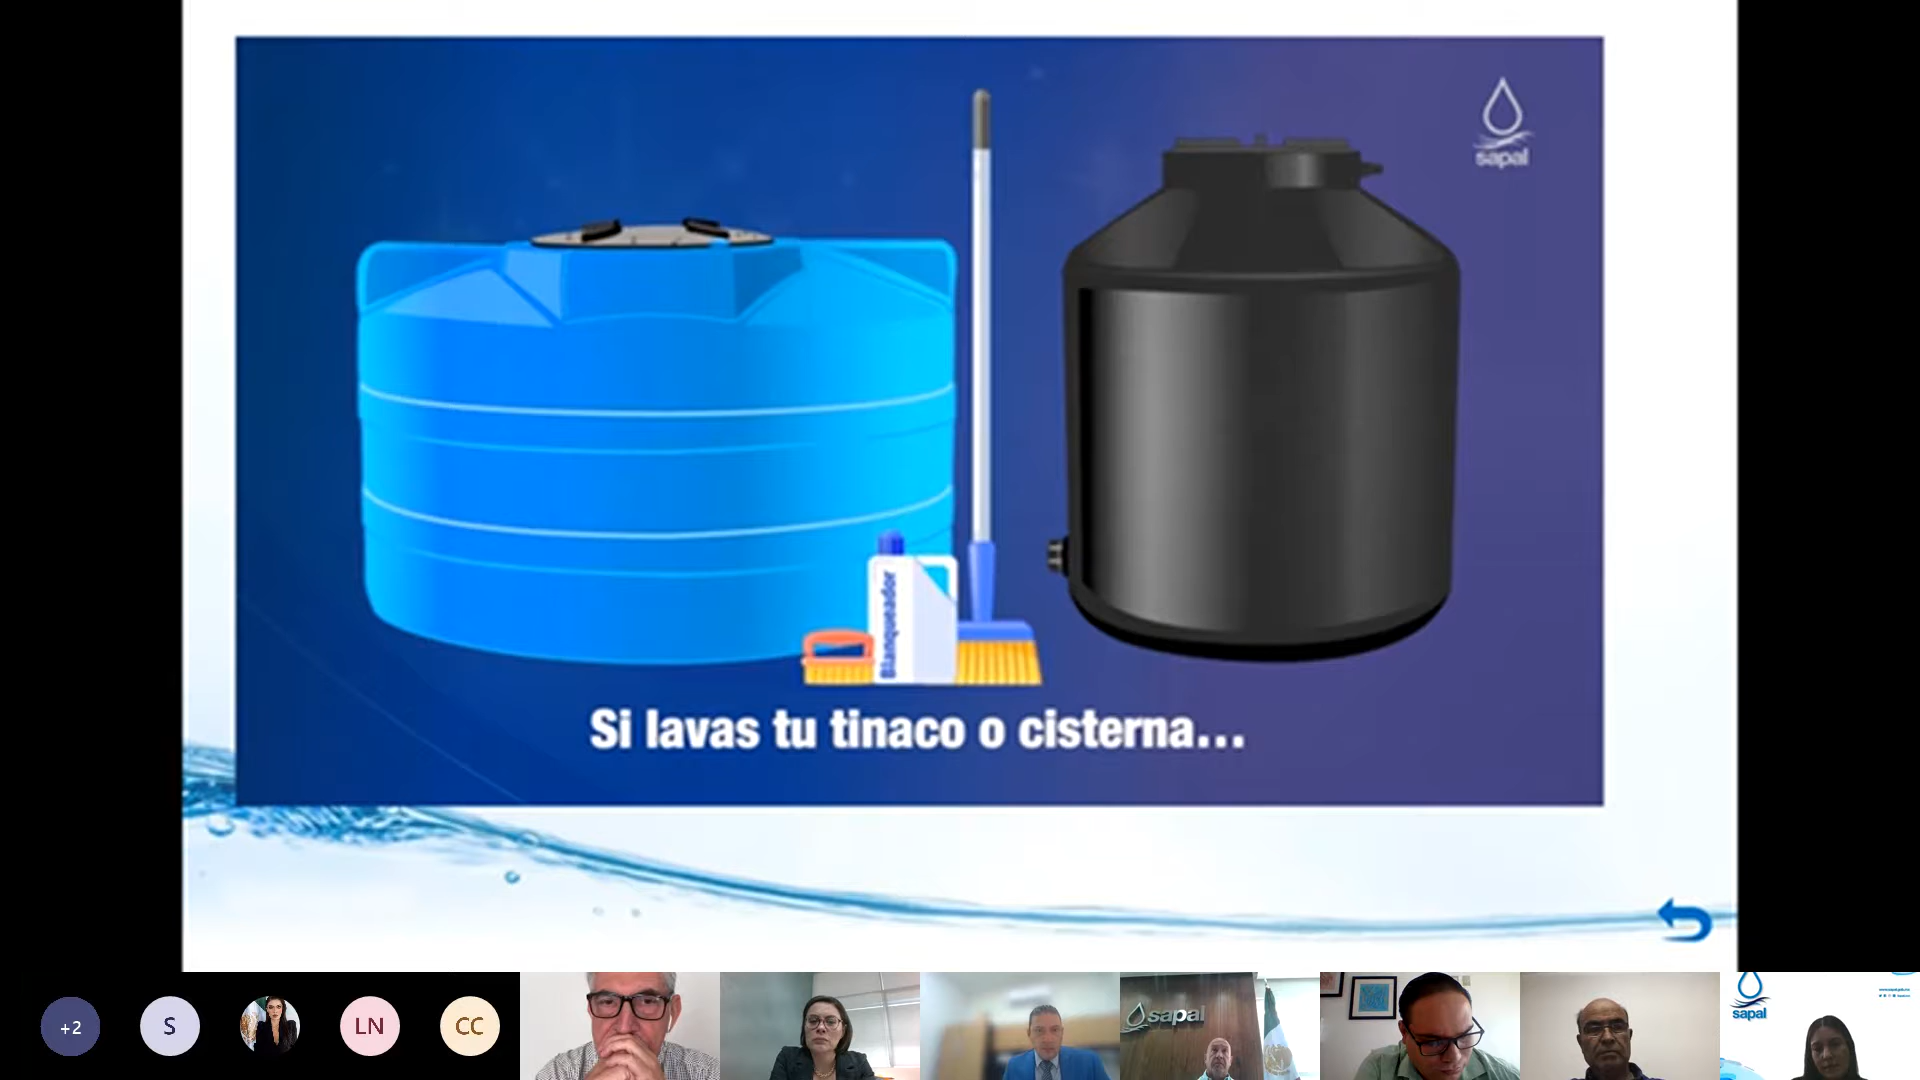 sapal
Blanqueador
Si lavas tu tinaco o cisterna...
+2
S
LN
CC
sapal
sapal